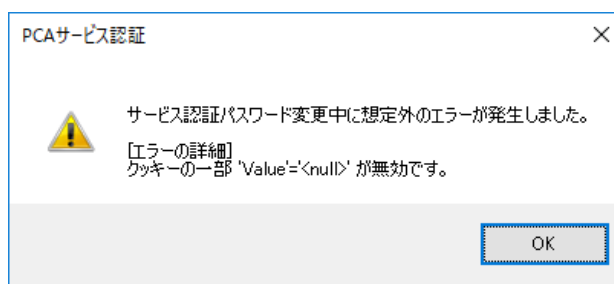 PCAサービス認証
サービス認証パスワード変更中に想定外のエラーが発生しました。
[エラーの詳細]
クッキーの一部 'Value'='<null>' が無効です。
OK